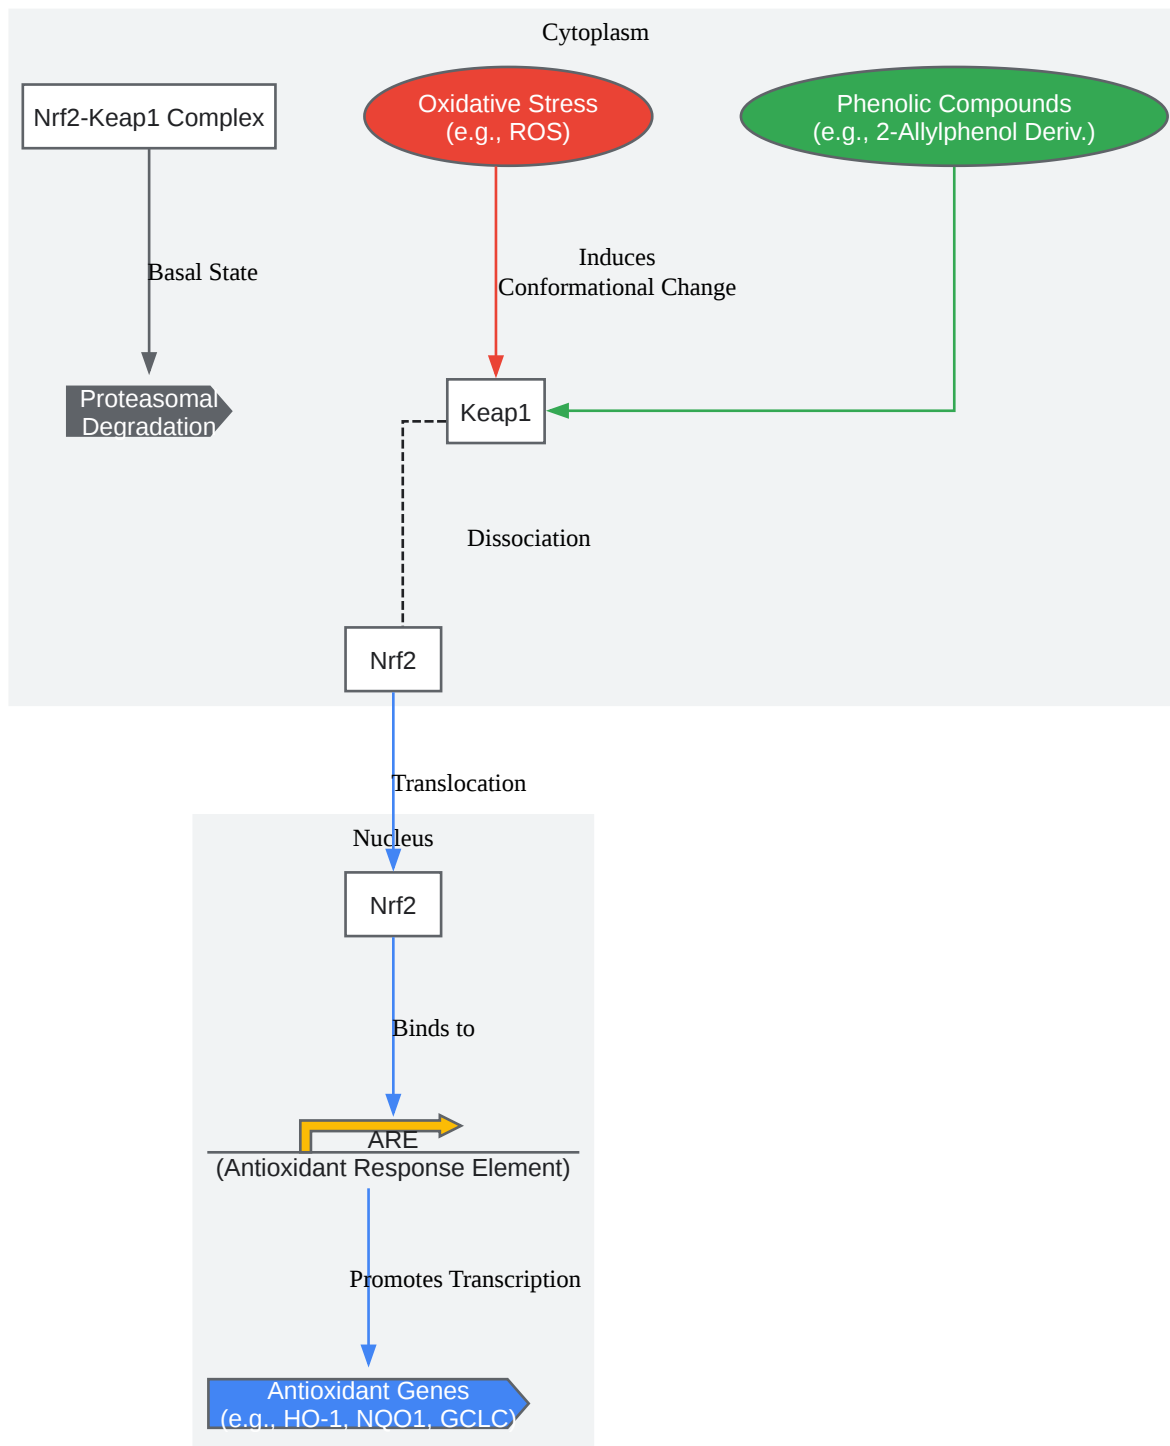 Cytoplasm
Nrf2-Keap1 Complex
Oxidative Stress
(e.g., ROS)
Phenolic Compounds
(e.g., 2-Allylphenol Deriv.)
Basal State
Induces
Conformational Change
Proteasomal
Degradation
Keap1
Dissociation
Nrf2
Translocation
Nucleus
Nrf2
Binds to
ARE
(Antioxidant Response Element)
Promotes Transcription
Antioxidant Genes
(e.g., HO-1, NQO1, GCLC)